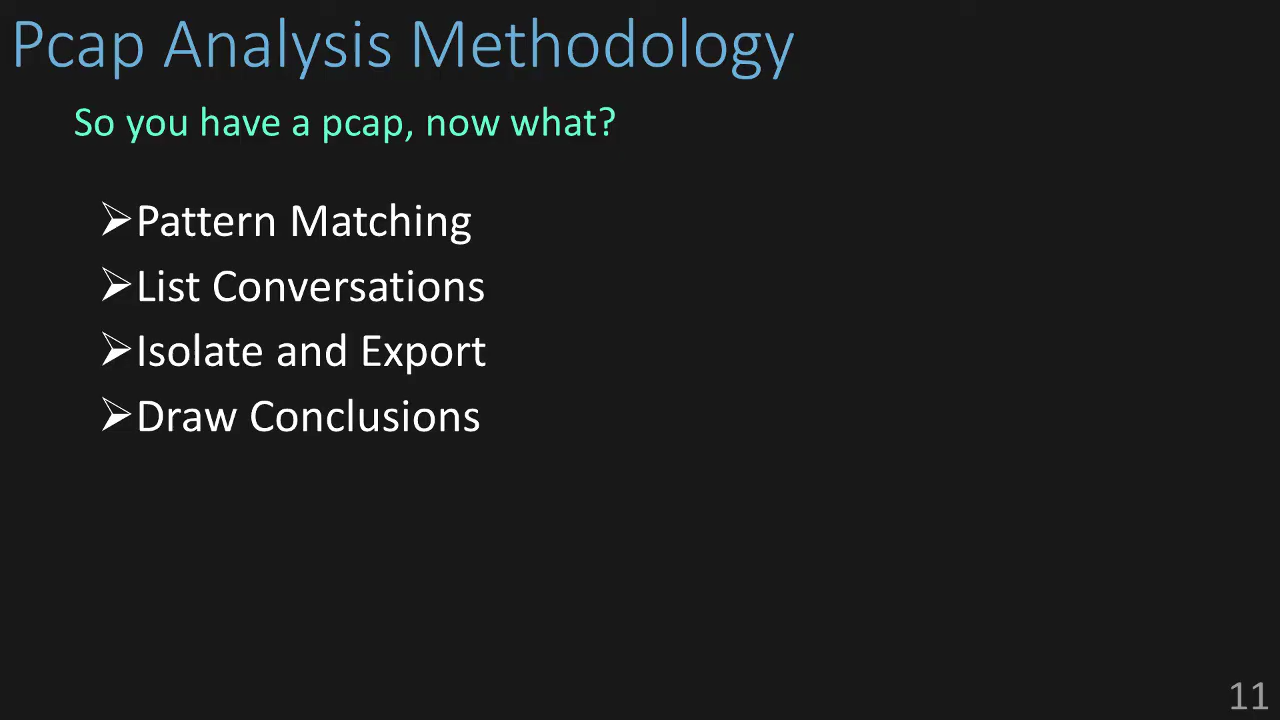 Pcap Analysis Methodology
So you have a pcap, now what?
➢Pattern Matching
➢List Conversations
➢Isolate and Export
➢Draw Conclusions
11